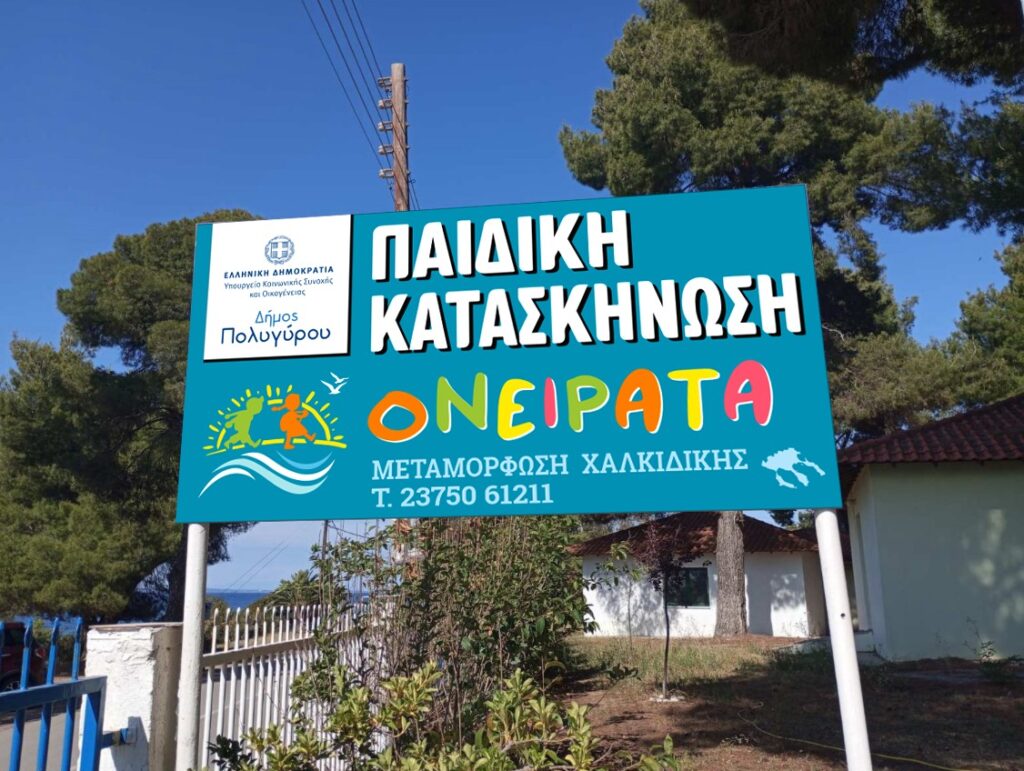 ΕΛΛΗΝΙΚΗ ΔΗΜΟΚΡΑΤΙΑ
Υπουργείο Κοινωνικής Συνοχής
και Οικογένειας
Δήμος
Πολυγύρου
ΠΑΙΔΙΚΗ
ΚΑΤΑΣΚΗΝΩΣΗ
ΟΝΕΙΡΑΤΑ
ΜΕΤΑΜΟΡΦΩΣΗ ΧΑΛΚΙΔΙΚΗΣ
Τ. 23750 61211